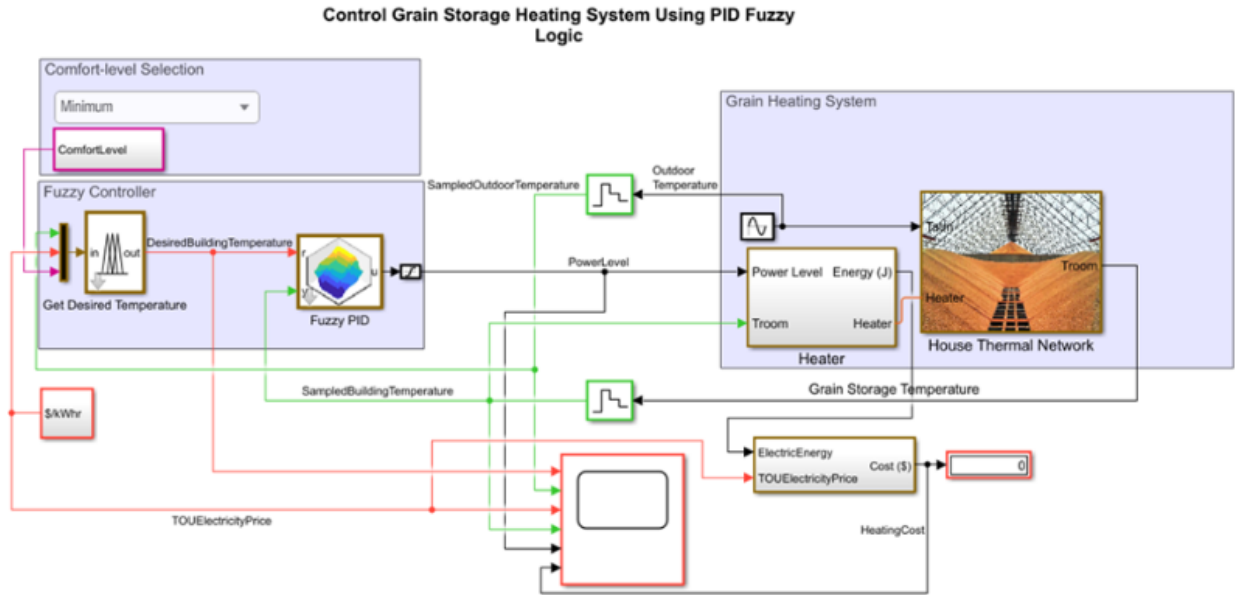 Control Grain Storage Heating System Using PID Fuzzy
Logic
Comfort-level Selection
Minimum
ComfortLevel
Grain Heating System
Fuzzy Controller
SampledOutdoorTemperature
Outdoor
Temperature
in
out
DesiredBuildingTemperature
r
u
y
Get Desired Temperature
Fuzzy PID
PowerLevel
Power Level
Energy (J)
Troom
Heater
Heater
Troom
Heater
House Thermal Network
SampledBuildingTemperature
Grain Storage Temperature
$/kWhr
ElectricEnergy
TOUElectricityPrice
Cost ($)
0
TOUElectricityPrice
HeatingCost